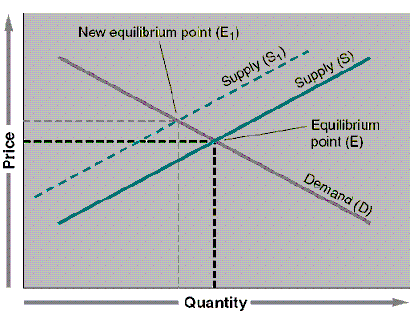 New equilibrium point (E₁)
Supply (S₁)
Supply (S)
Equilibrium
point (E)
Demand (D)
Price
Quantity